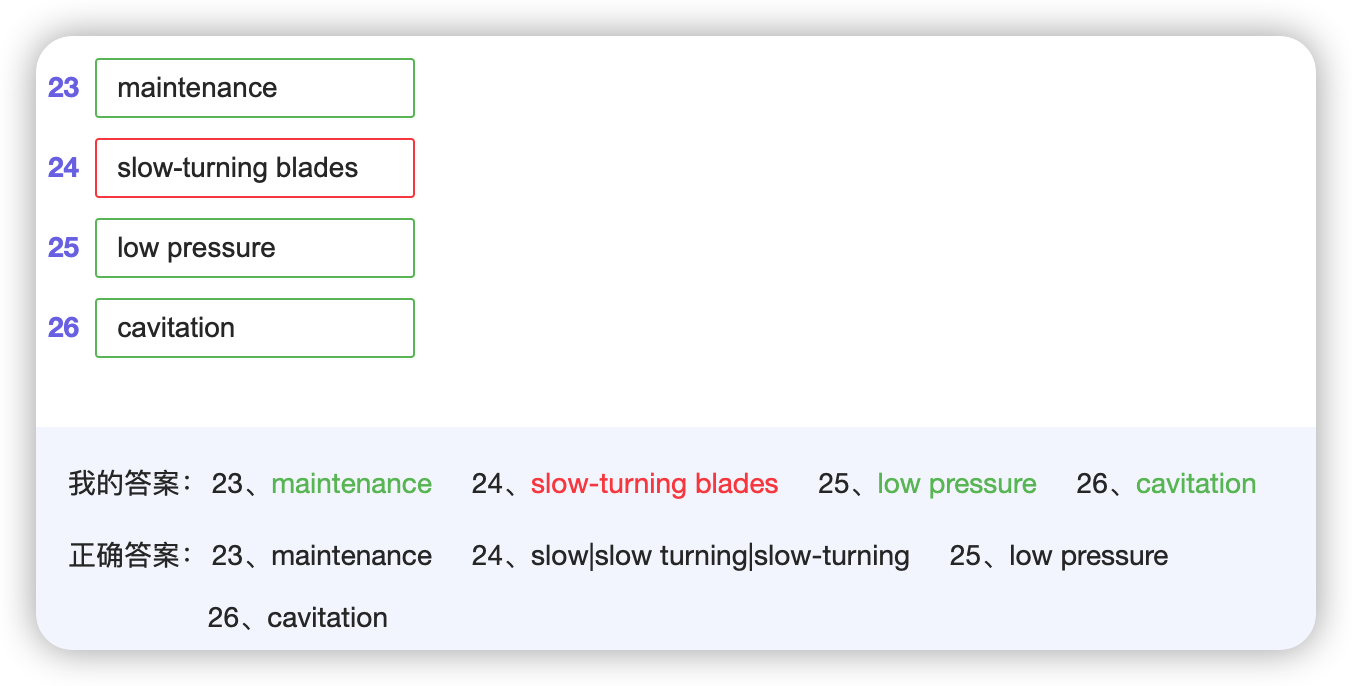 23 maintenance
24 slow-turning blades
25 low pressure
26 cavitation
我的答案： 23、maintenance 24、slow-turning blades 25、low pressure 26、cavitation
正确答案： 23、maintenance 24、slow|slow turning|slow-turning 25、low pressure
26、cavitation